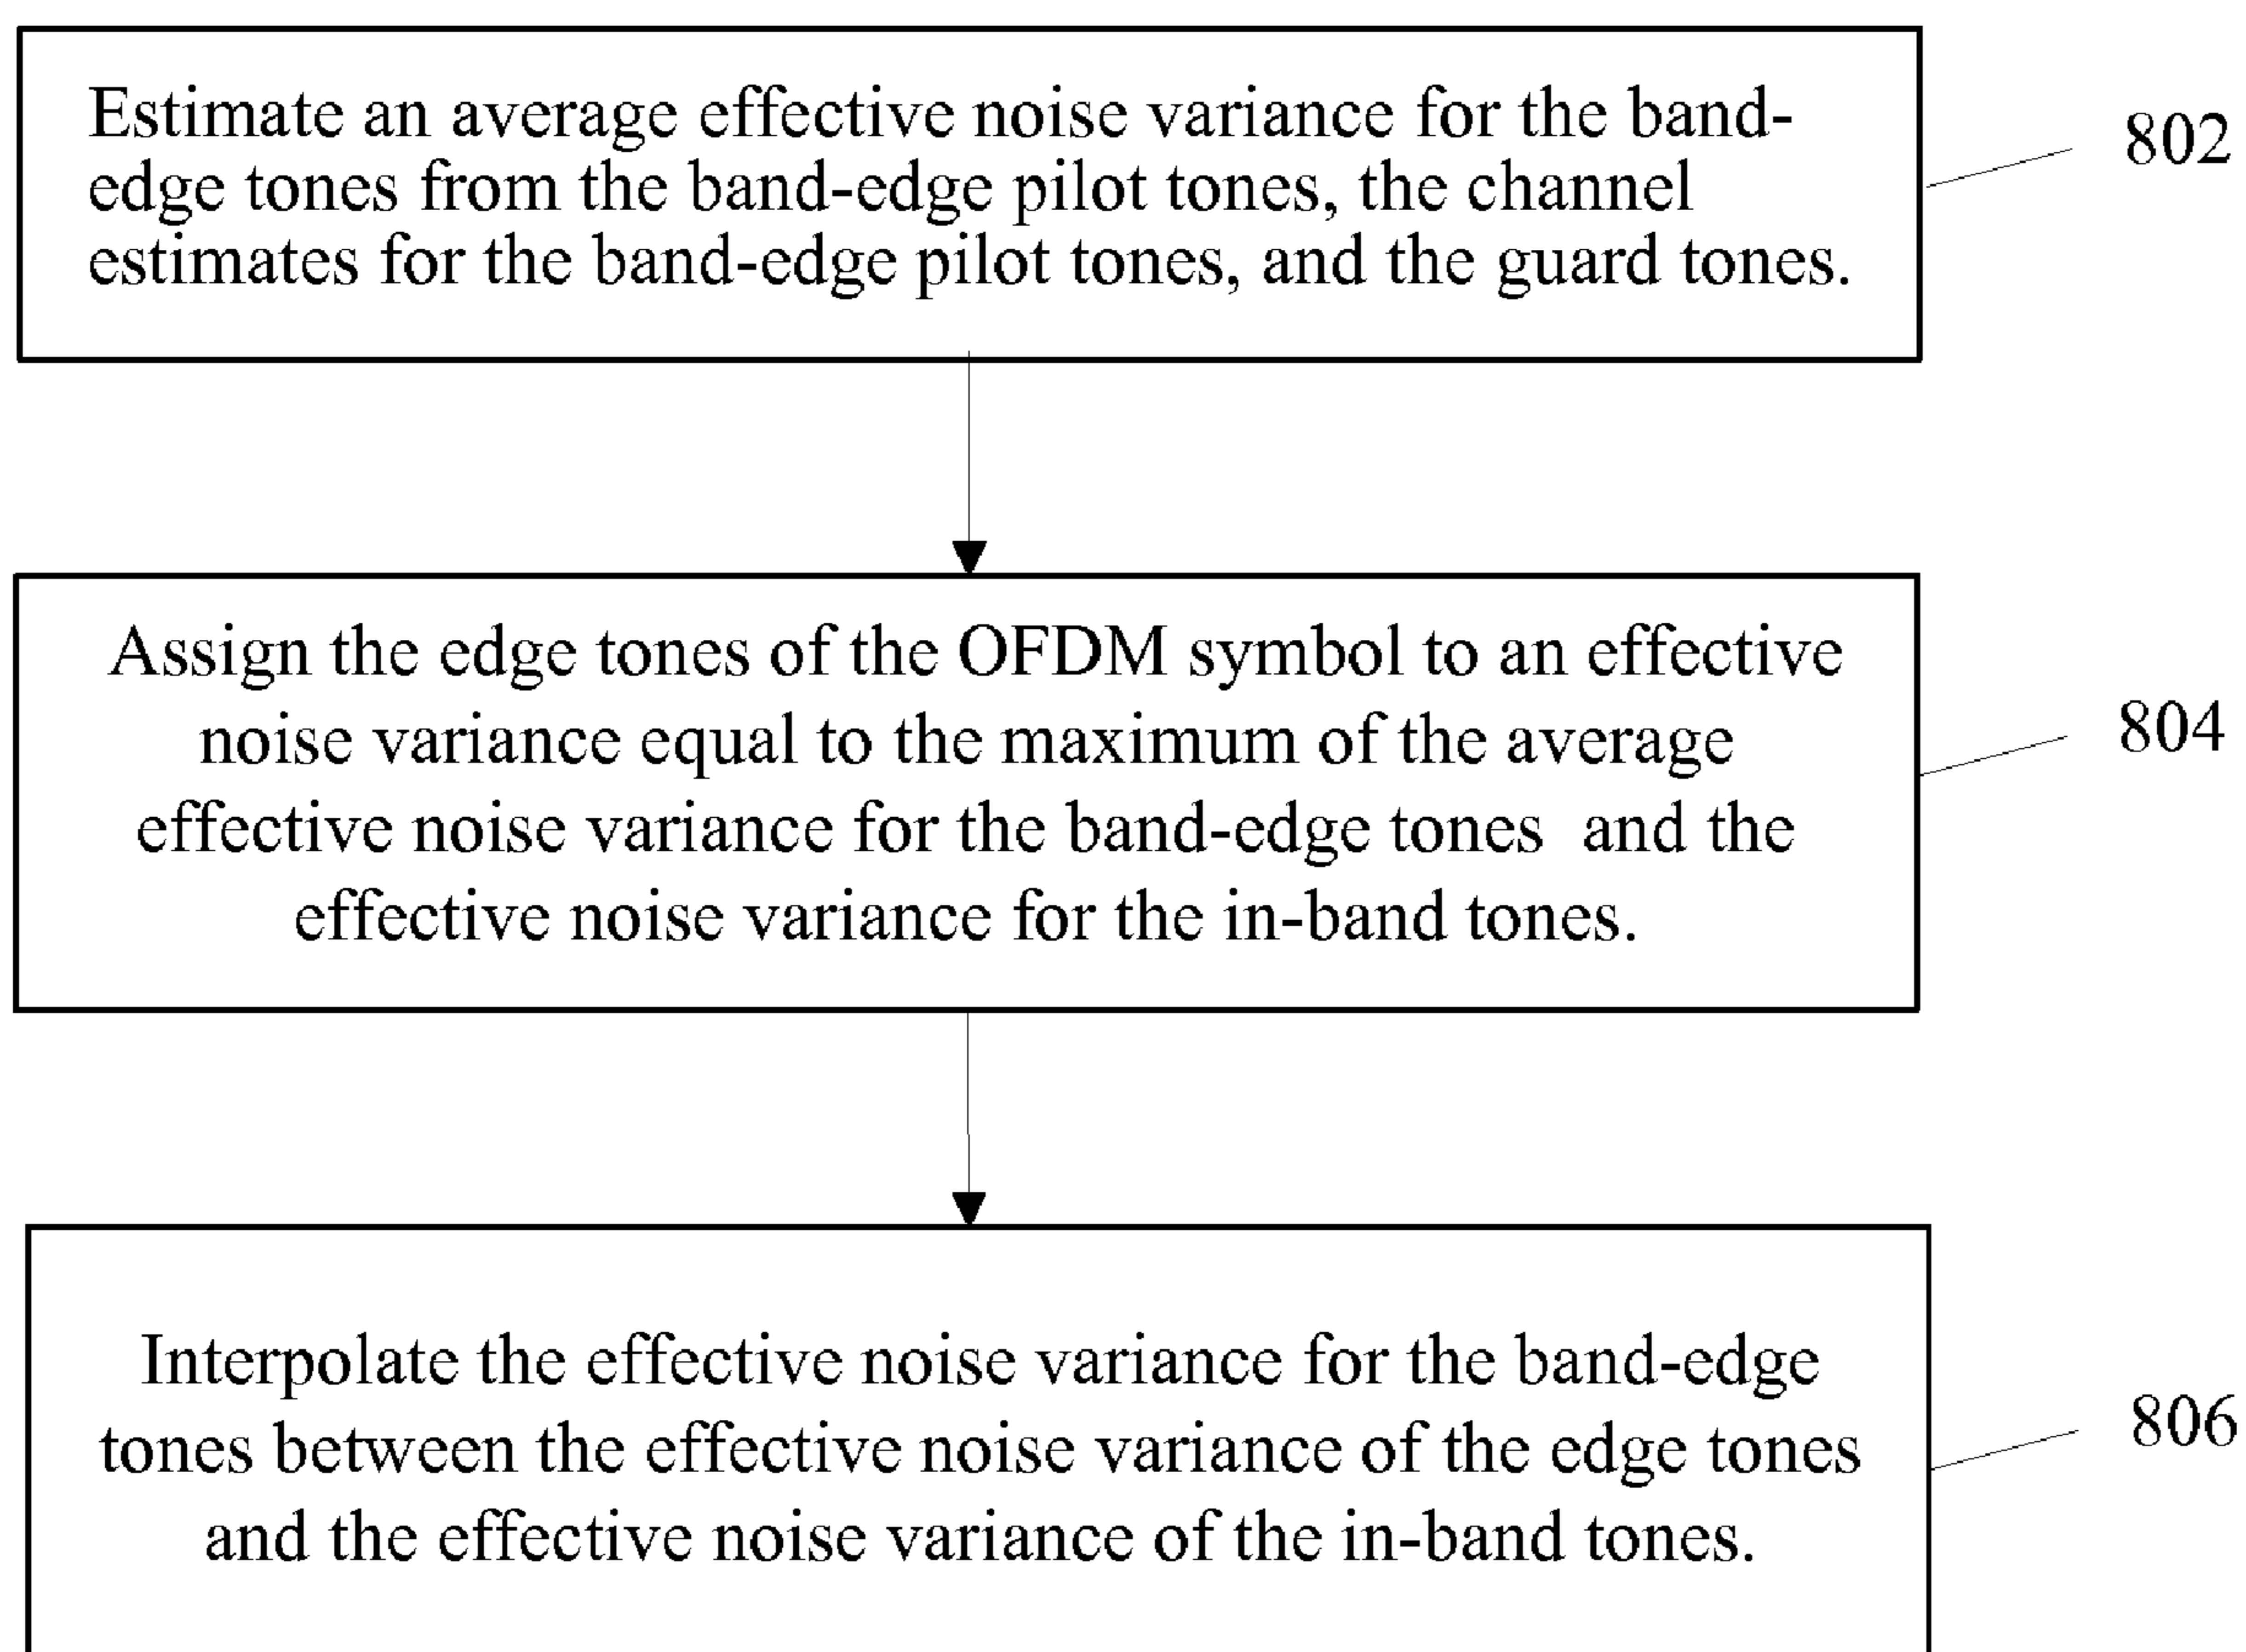 Estimate an average effective noise variance for the band-
edge tones from the band-edge pilot tones, the channel
estimates for the band-edge pilot tones, and the guard tones.
802
Assign the edge tones of the OFDM symbol to an effective
noise variance equal to the maximum of the average
effective noise variance for the band-edge tones and the
effective noise variance for the in-band tones.
804
Interpolate the effective noise variance for the band-edge
tones between the effective noise variance of the edge tones
and the effective noise variance of the in-band tones.
806